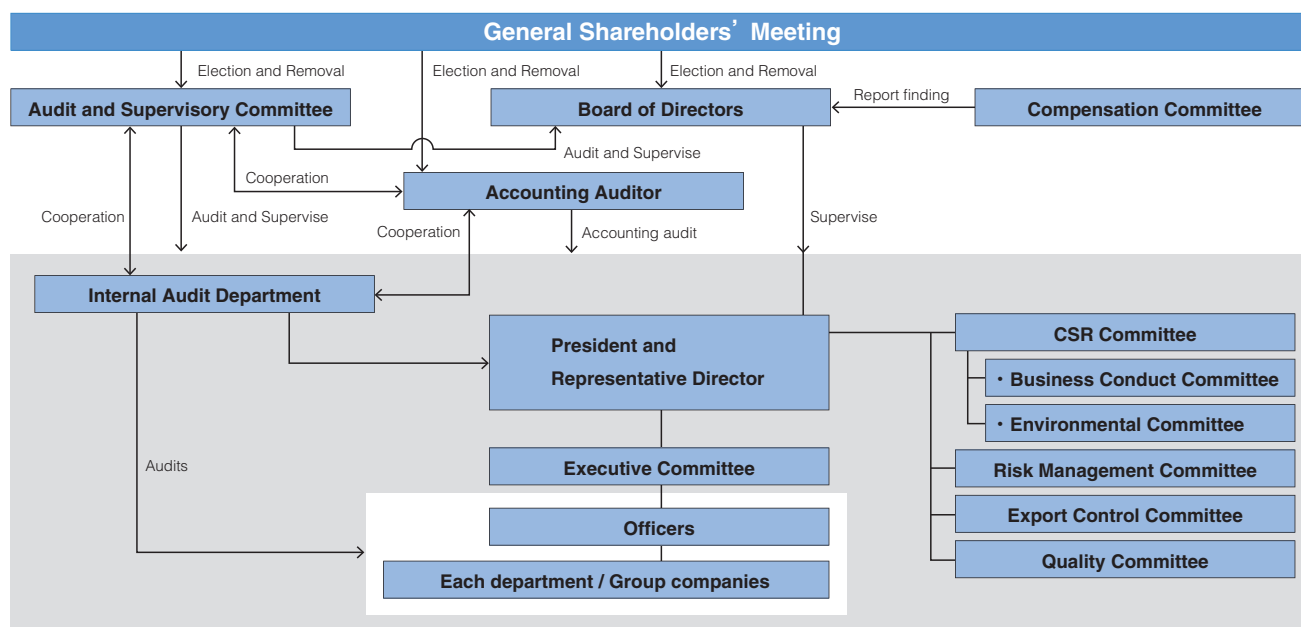 General Shareholders’ Meeting
Election and Removal
Election and Removal
Election and Removal
Audit and Supervisory Committee
Board of Directors
Report finding
Compensation Committee
Audit and Supervise
Cooperation
Accounting Auditor
Cooperation
Audit and Supervise
Cooperation
Accounting audit
Supervise
Internal Audit Department
President and
Representative Director
CSR Committee
・Business Conduct Committee
・Environmental Committee
Audits
Executive Committee
Risk Management Committee
Officers
Export Control Committee
Each department / Group companies
Quality Committee